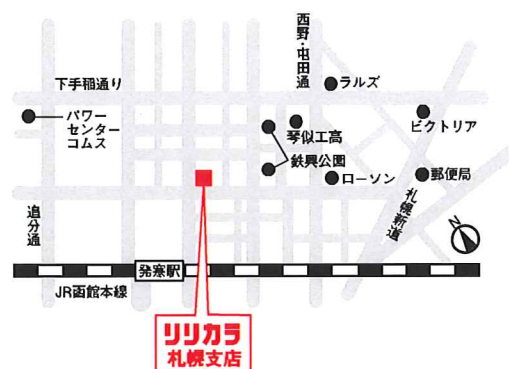 西野・屯田通
下手稲通り
ラルズ
パワー
センター
コムス
琴似工高
ビクトリア
鉄興公園
ローソン
郵便局
追分通
札幌新道
N
発寒駅
JR函館本線
リリカラ
札幌支店